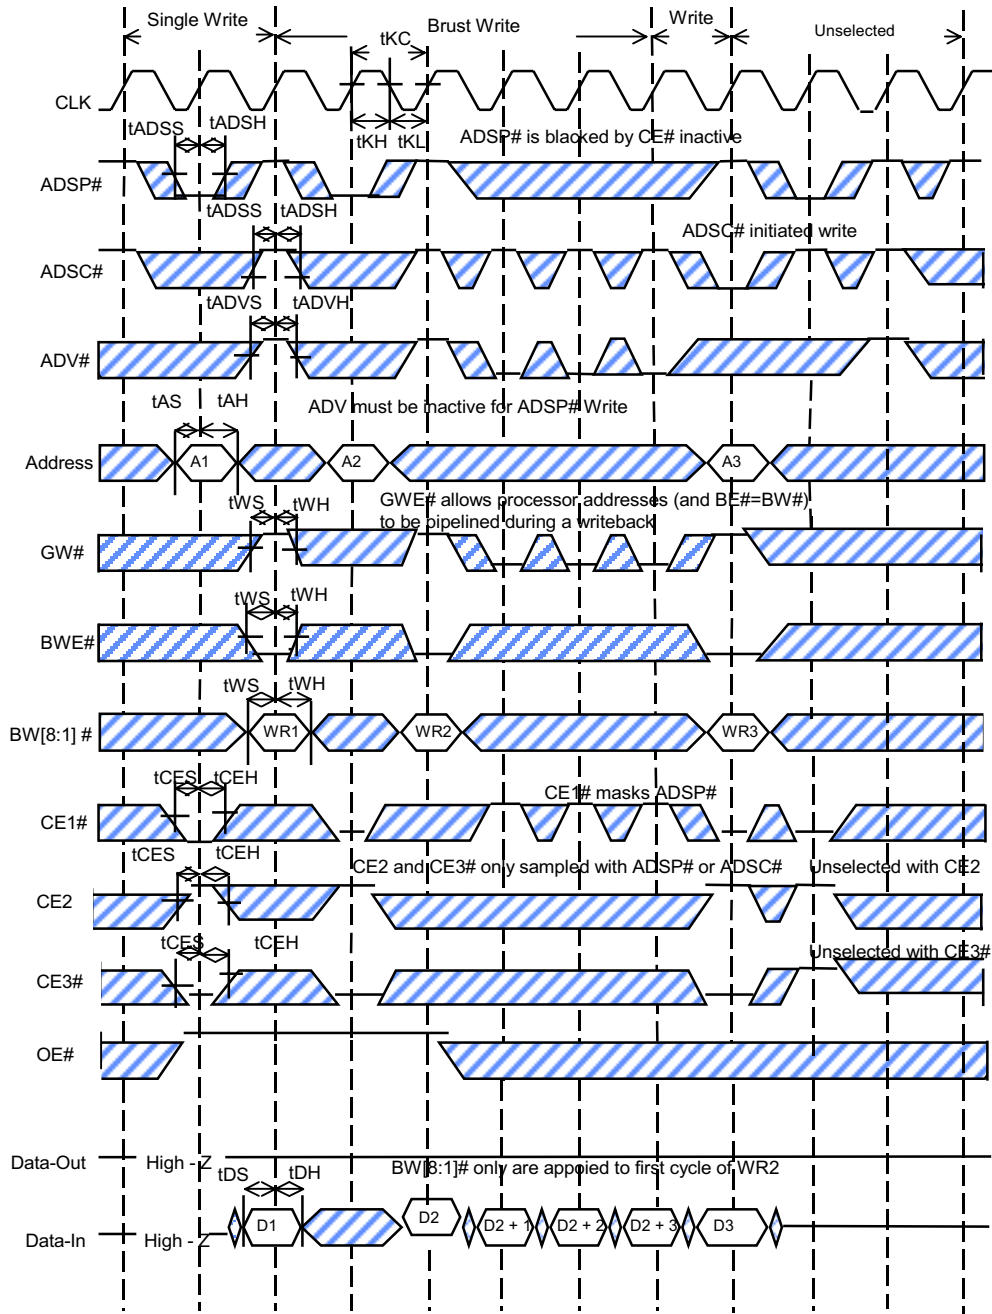 Single Write
Brust Write
Write
Unselected
tKC
CLK
tADSS
tADSH
tKH
tKL
ADSP# is blacked by CE# inactive
ADSP#
tADSS
tADSH
ADSC# initiated write
ADSC#
tADVS
tADVH
ADV#
tAS
tAH
ADV must be inactive for ADSP# Write
Address
A1
A2
A3
GWE# allows processor addresses (and BE#=BW#)
to be bipelined during a writeback
tWS
tWH
GW#
tWS
tWH
BWE#
tWS
tWH
BW[8:1] #
WR1
WR2
WR3
tCES
tCEH
CE1# masks ADSP#
CE1#
tCES
tCEH
CE2 and CE3# only sampled with ADSP# or ADSC#
Unselected with CE2
CE2
tCES
tCEH
Unselected with CE3#
CE3#
OE#
Data-Out
High - Z
BW[8:1]# only are appoied to first cycle of WR2
tDS
tDH
Data-In
High - Z
D1
D2
D2 + 1
D2 + 2
D2 + 3
D3